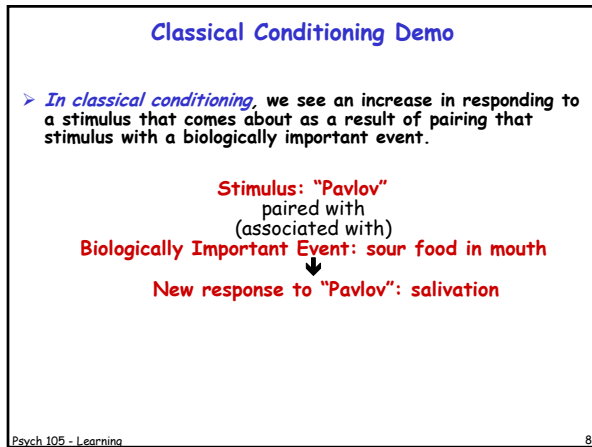 Classical Conditioning Demo
➢ In classical conditioning, we see an increase in responding to
a stimulus that comes about as a result of pairing that
stimulus with a biologically important event.
Stimulus: “Pavlov”
paired with
(associated with)
Biologically Important Event: sour food in mouth
🡻
New response to “Pavlov”: salivation
Psych 105 - Learning 8